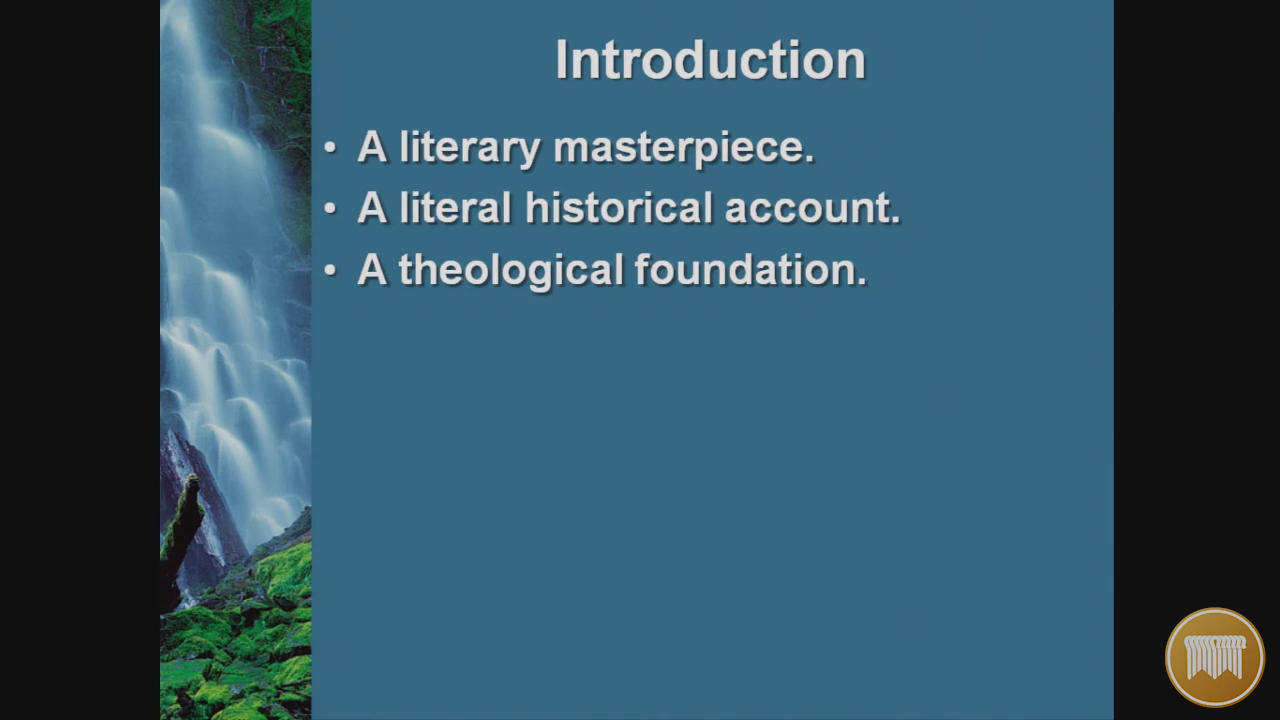 Introduction
• A literary masterpiece.
• A literal historical account.
• A theological foundation.